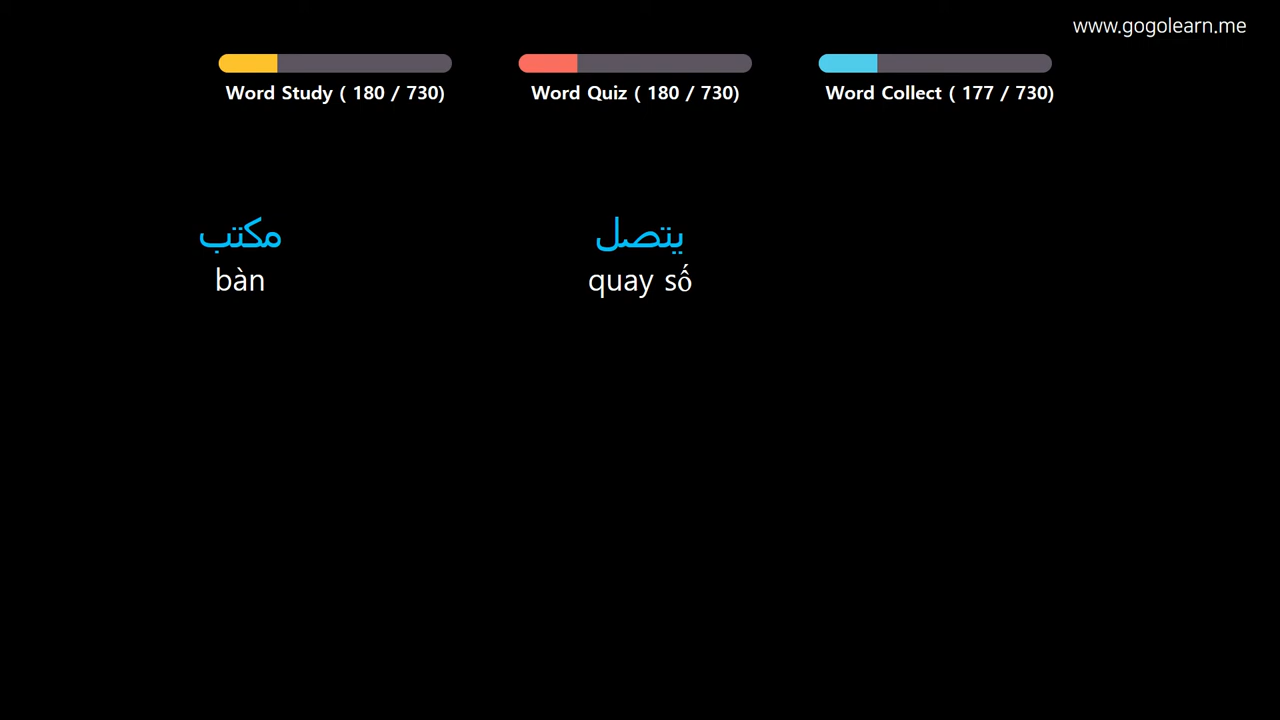 www.gogolearn.me
Word Study ( 180 / 730)
Word Quiz ( 180 / 730)
Word Collect ( 177 / 730)
مكتب
bàn
يتصل
quay số